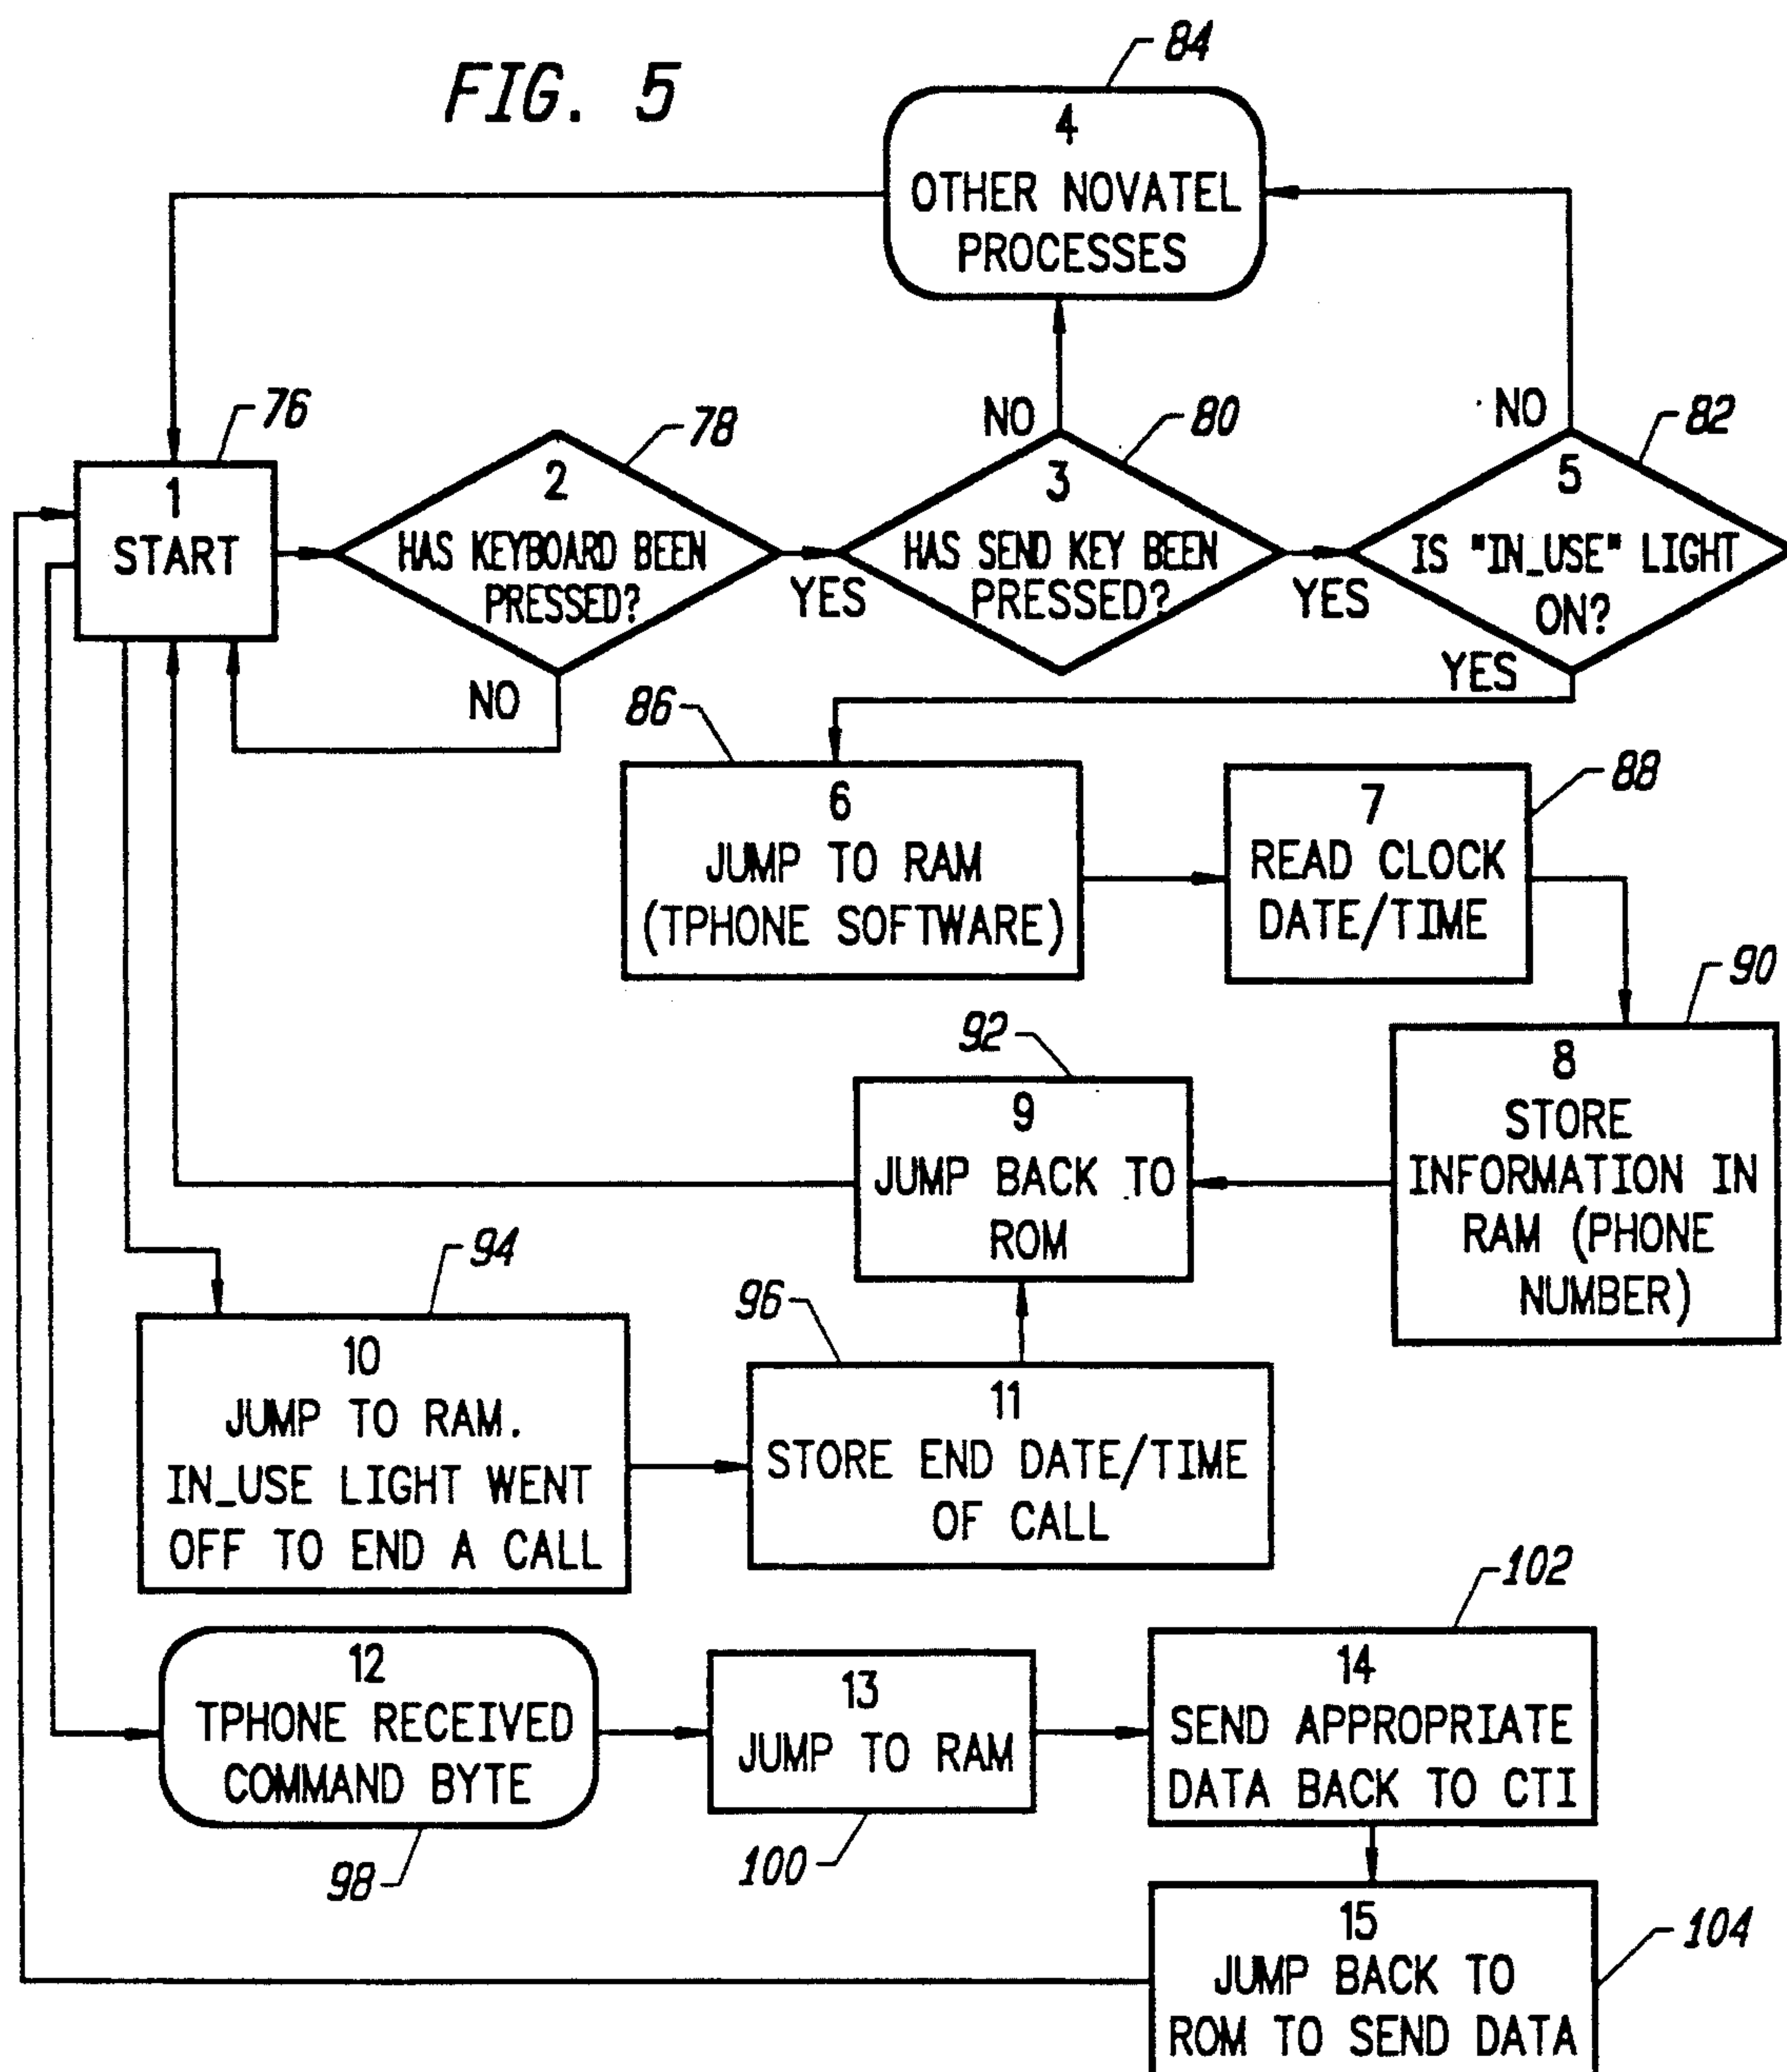 FIG. 5
84
4
OTHER NOVATEL
PROCESSES
76
1
START
78
2
HAS KEYBOARD BEEN
PRESSED?
NO
YES
80
3
HAS SEND KEY BEEN
PRESSED?
NO
YES
82
5
IS "IN_USE" LIGHT
ON?
NO
YES
86
6
JUMP TO RAM
(TPHONE SOFTWARE)
88
7
READ CLOCK
DATE/TIME
90
8
STORE
INFORMATION IN
RAM (PHONE
NUMBER)
92
9
JUMP BACK TO
ROM
94
10
JUMP TO RAM.
IN_USE LIGHT WENT
OFF TO END A CALL
96
11
STORE END DATE/TIME
OF CALL
12
TPHONE RECEIVED
COMMAND BYTE
98
13
JUMP TO RAM
100
102
14
SEND APPROPRIATE
DATA BACK TO CTI
104
15
JUMP BACK TO
ROM TO SEND DATA